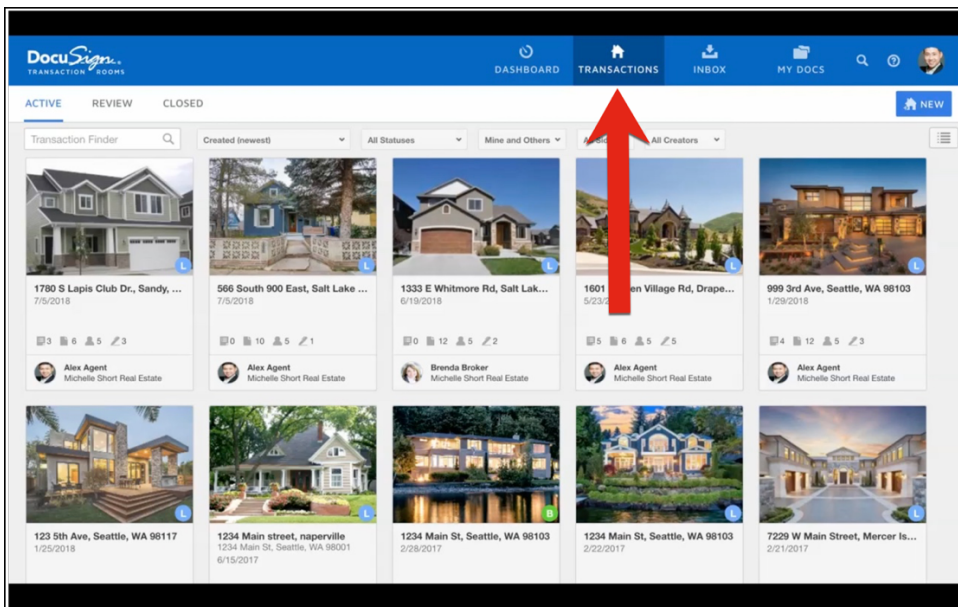 DocuSign
TRANSACTION ROOMS
DASHBOARD
TRANSACTIONS
INBOX
MY DOCS
ACTIVE
REVIEW
CLOSED
NEW
Transaction Finder
Created (newest)
All Statuses
Mine and Others
All Creators
L
L
L
L
1780 S Lapis Club Dr., Sandy, ...
7/5/2018
3 6 5 3
Alex Agent
Michelle Short Real Estate
566 South 900 East, Salt Lake ...
7/5/2018
0 10 5 1
Alex Agent
Michelle Short Real Estate
1333 E Whitmore Rd, Salt Lak...
6/19/2018
0 12 5 2
Brenda Broker
Michelle Short Real Estate
1601 Village Rd, Drape...
5 6 5 5
Alex Agent
Michelle Short Real Estate
999 3rd Ave, Seattle, WA 98103
1/29/2018
4 12 5 3
Alex Agent
Michelle Short Real Estate
L
L
B
L
L
123 5th Ave, Seattle, WA 98117
1/25/2018
1234 Main street, naperville
1234 Main St, Seattle, WA 98001
6/15/2017
1234 Main St, Seattle, WA 98103
2/28/2017
1234 Main St, Seattle, WA 98103
2/22/2017
7229 W Main Street, Mercer Is...
2/21/2017